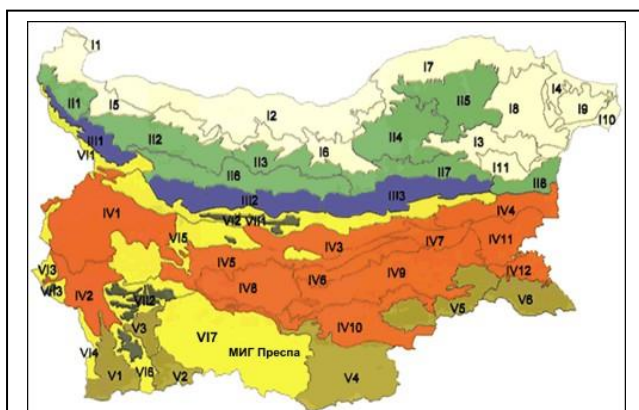 I1
I7
II5
I4
II1
I5
I8
I9
I2
I10
II2
II4
I3
III1
II3
I6
I11
VI1
II6
II7
II8
III2
III3
IV1
VI2 VII1
IV4
VI5
IV3
IV7
IV11
VI3
IV5
VII3
IV6
IV9
IV12
IV2
VII2
IV8
V6
V3
V5
IV10
VI7
VI4
МИГ Преспа
V1
VI6
V2
V4